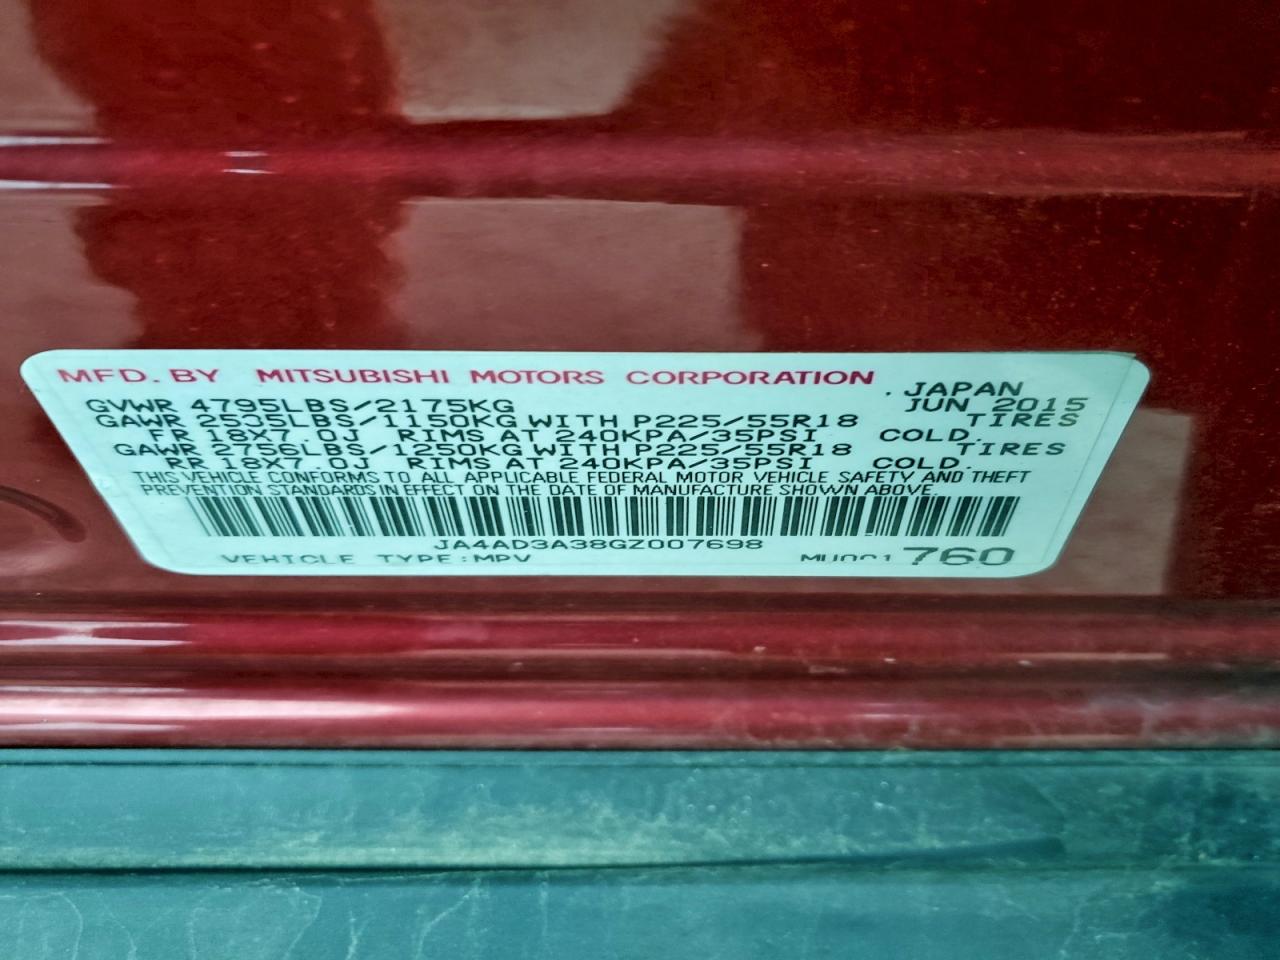 MFD. BY MITSUBISHI MOTORS CORPORATION, JAPAN
GVWR 4795LBS/2175KG JUN 2015
GAWR 2535LBS/1150KG WITH P225/55R18 TIRES
FR 18X7.0J RIMS AT 240KPA/35PSI COLD.
GAWR 2756LBS/1250KG WITH P225/55R18 TIRES
RR 18X7.0J RIMS AT 240KPA/35PSI COLD.
THIS VEHICLE CONFORMS TO ALL APPLICABLE FEDERAL MOTOR VEHICLE SAFETY AND THEFT
PREVENTION STANDARDS IN EFFECT ON THE DATE OF MANUFACTURE SHOWN ABOVE.
JA4AD3A38GZ007698
VEHICLE TYPE:MPV 760